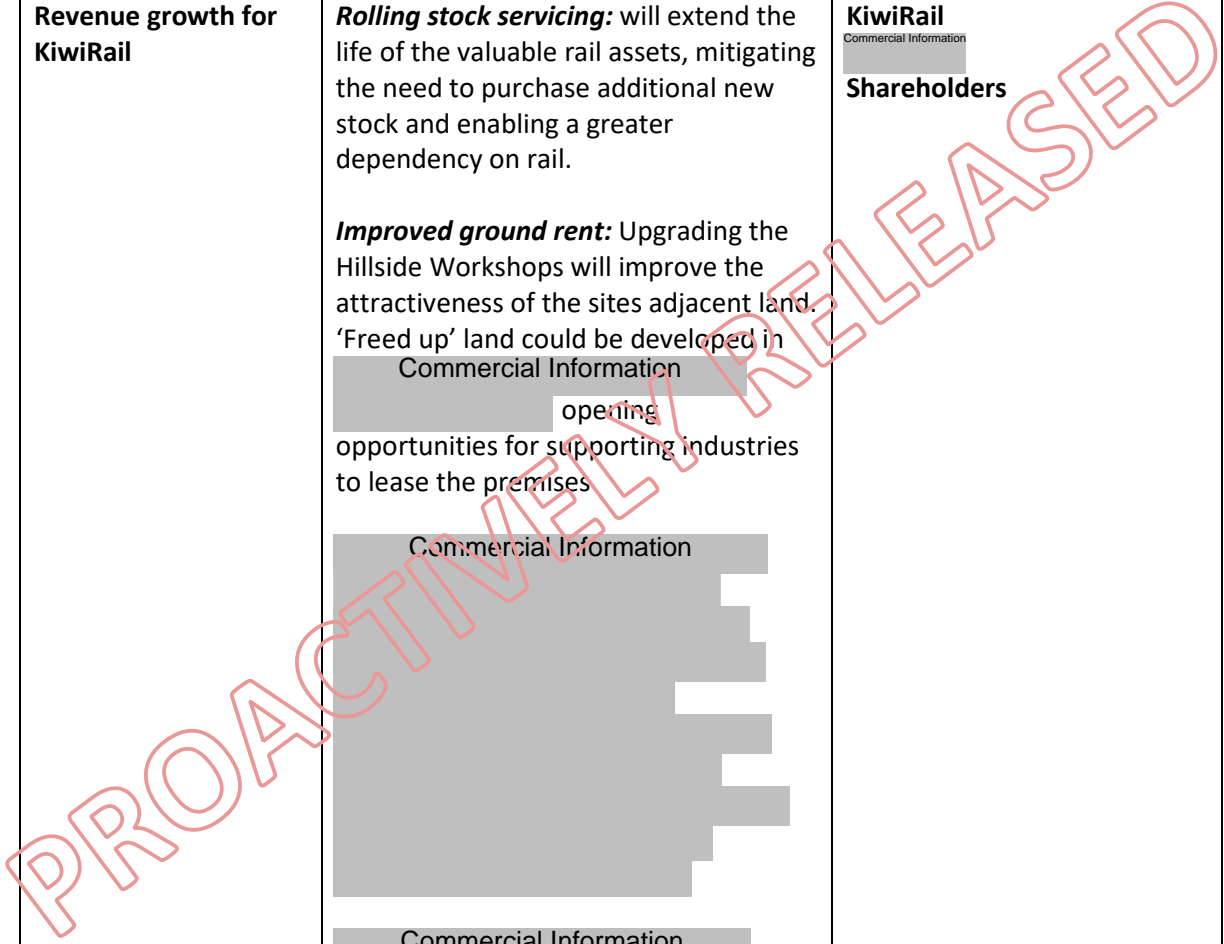 Revenue growth for
KiwiRail
Rolling stock servicing: will extend the
life of the valuable rail assets, mitigating
the need to purchase additional new
stock and enabling a greater
dependency on rail.
Improved ground rent: Upgrading the
Hillside Workshops will improve the
attractiveness of the sites adjacent land.
‘Freed up’ land could be developed in
Commercial Information
opening
opportunities for supporting industries
to lease the premises
Commercial Information
Commercial Information
KiwiRail
Commercial Information
Shareholders
PROACTIVELY RELEASED